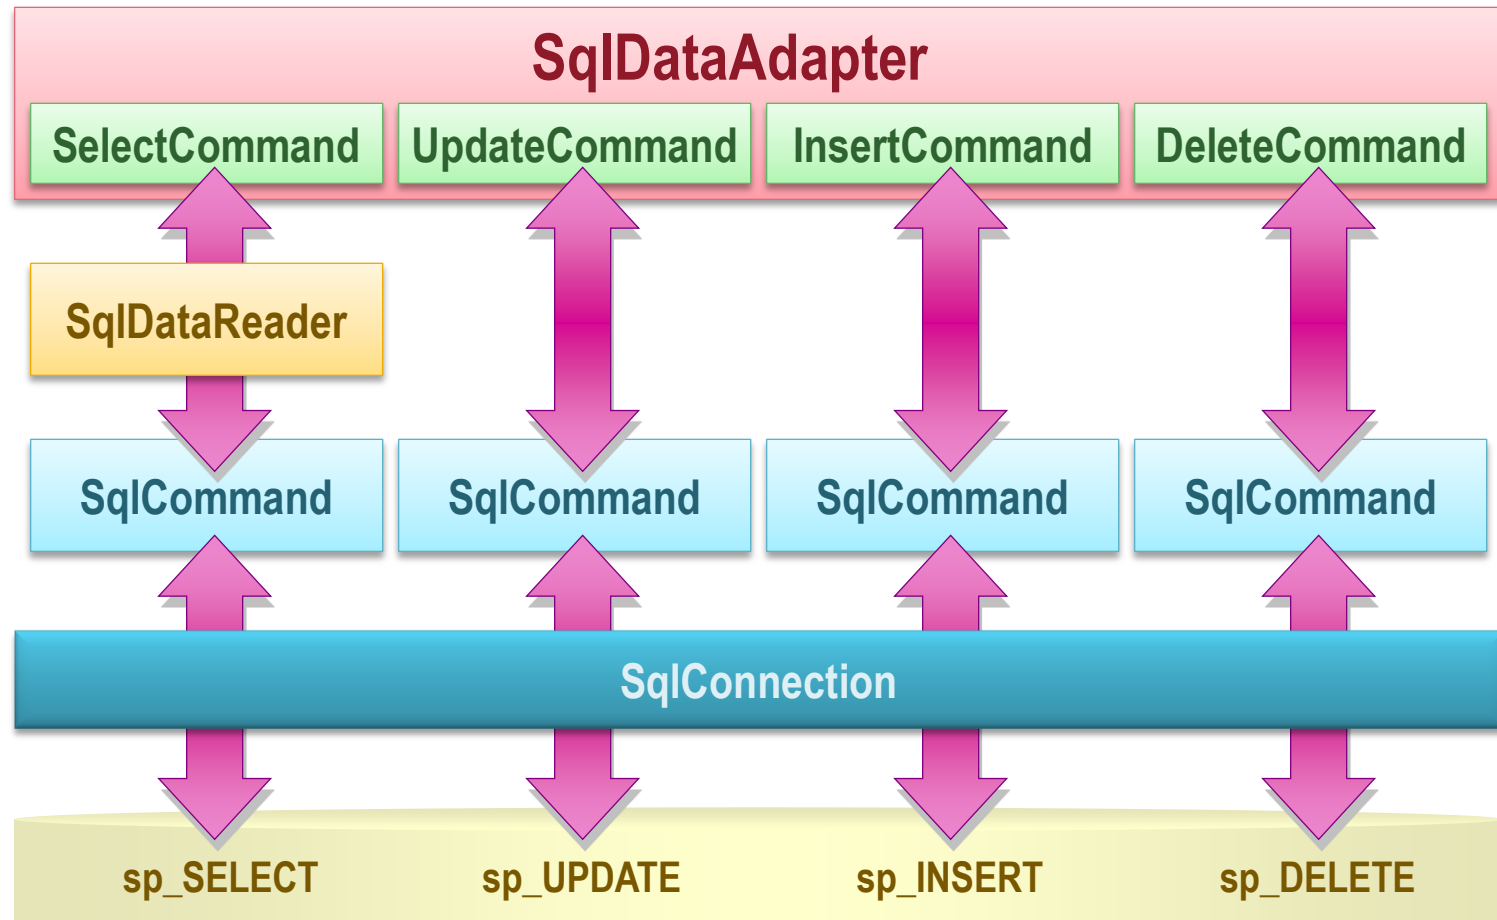 SqlDataAdapter
SelectCommand UpdateCommand InsertCommand DeleteCommand
SqlDataReader
SqlCommand SqlCommand SqlCommand SqlCommand
SqlConnection
sp_SELECT sp_UPDATE sp_INSERT sp_DELETE